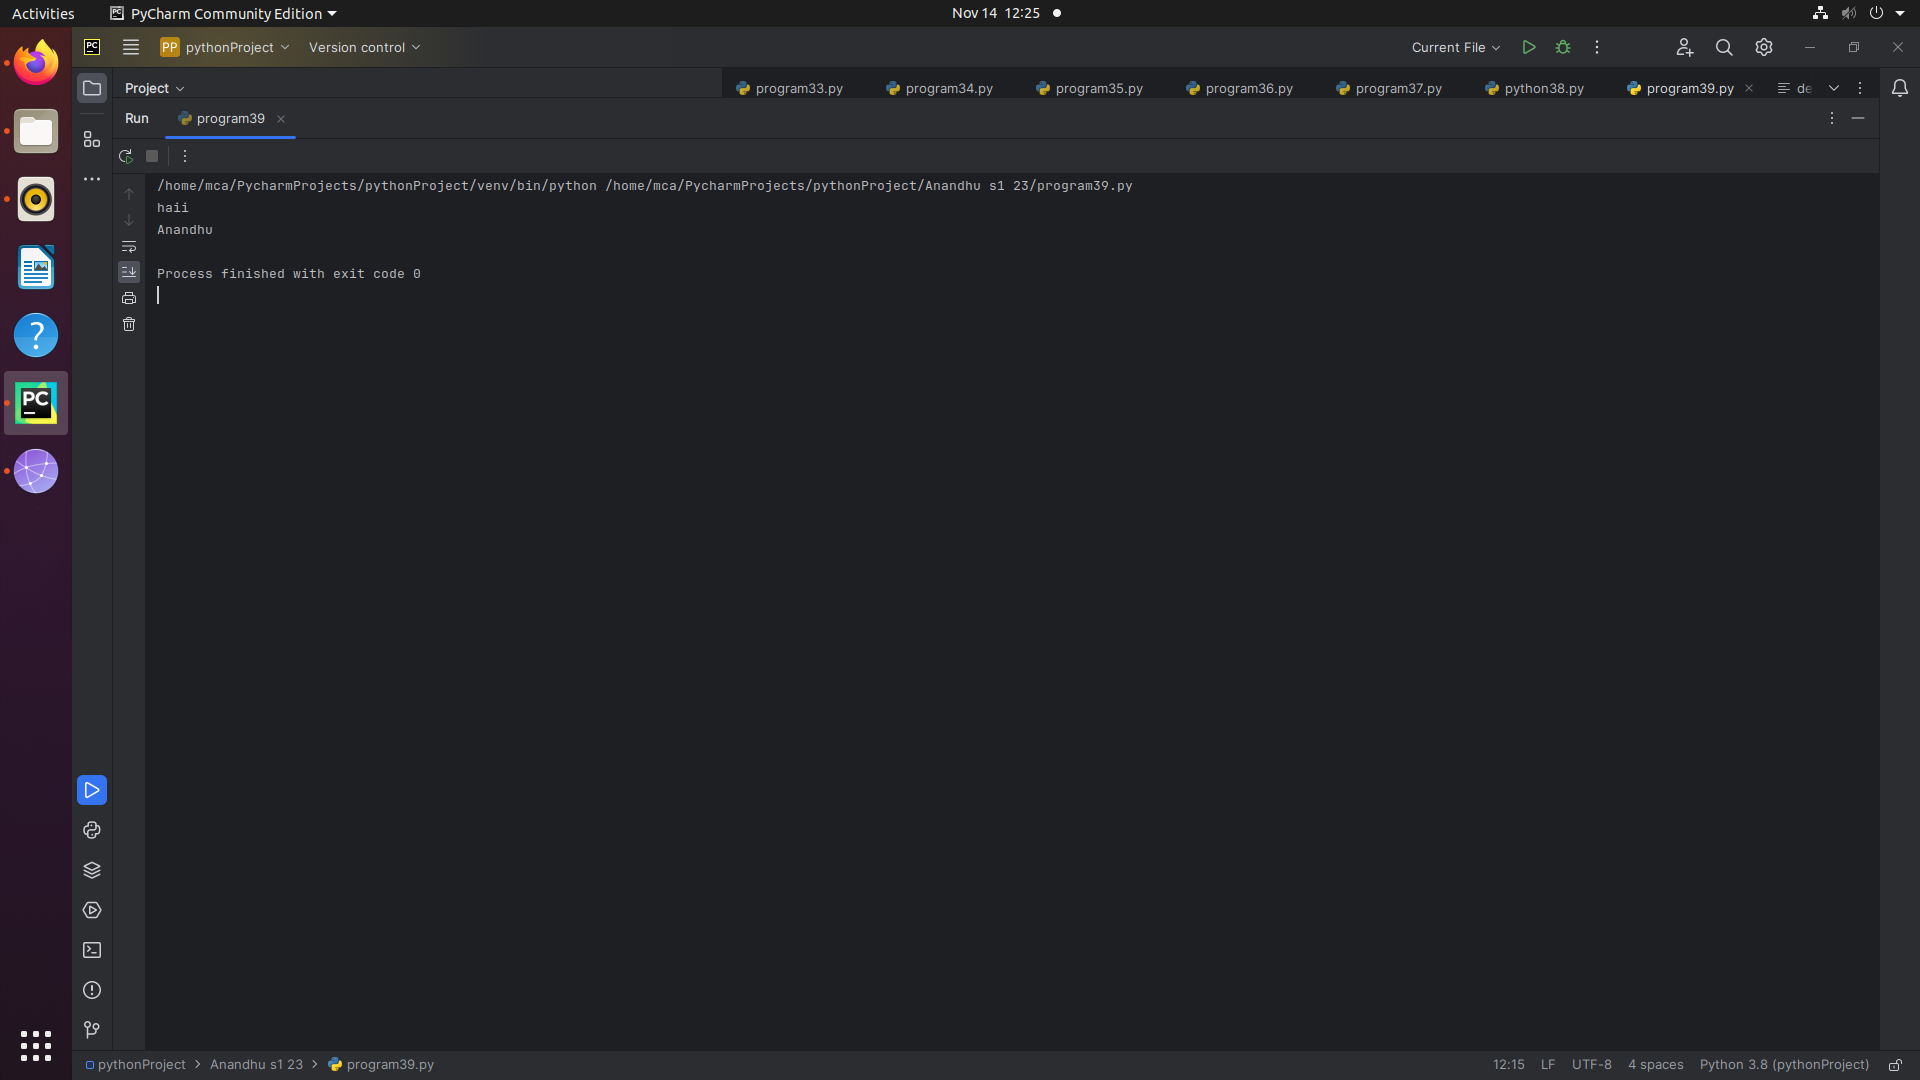 Activities PyCharm Community Edition Nov 14 12:25
PC PP pythonProject Version control Current File
Project program33.py program34.py program35.py program36.py program37.py python38.py program39.py de
Run program39
/home/mca/PycharmProjects/pythonProject/venv/bin/python /home/mca/PycharmProjects/pythonProject/Anandhu s1 23/program39.py
haii
Anandhu
Process finished with exit code 0
?
PC
pythonProject > Anandhu s1 23 > program39.py 12:15 LF UTF-8 4 spaces Python 3.8 (pythonProject)